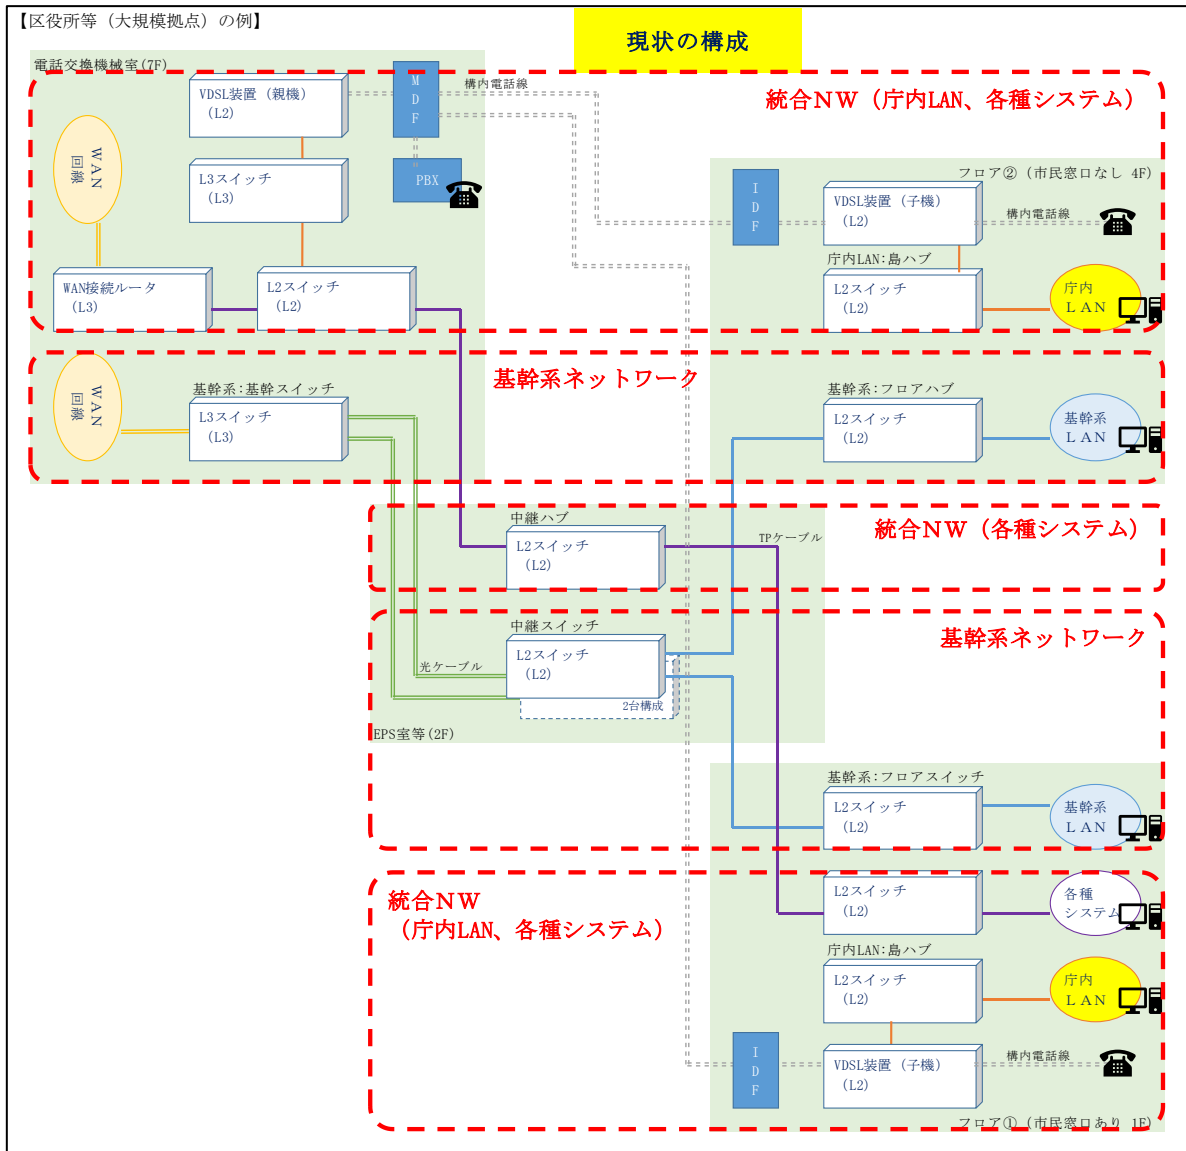 【区役所等（大規模拠点）の例】
現状の構成
電話交換機械室(7F)
VDSL装置（親機）
(L2)
MDF
構内電話線
統合NW（庁内LAN、各種システム）
WAN
回線
L3スイッチ
(L3)
PBX
フロア②（市民窓口なし 4F）
IDF
VDSL装置（子機）
(L2)
構内電話線
庁内LAN:島ハブ
WAN接続ルータ
(L3)
L2スイッチ
(L2)
L2スイッチ
(L2)
庁内
LAN
基幹系ネットワーク
WAN
回線
基幹系:基幹スイッチ
L3スイッチ
(L3)
基幹系:フロアハブ
L2スイッチ
(L2)
基幹系
LAN
中継ハブ
L2スイッチ
(L2)
TPケーブル
統合NW（各種システム）
中継スイッチ
L2スイッチ
(L2)
光ケーブル
2台構成
基幹系ネットワーク
EPS室等(2F)
基幹系:フロアスイッチ
L2スイッチ
(L2)
基幹系
LAN
統合NW
（庁内LAN、各種システム）
L2スイッチ
(L2)
各種
システム
庁内LAN:島ハブ
L2スイッチ
(L2)
庁内
LAN
IDF
VDSL装置（子機）
(L2)
構内電話線
フロア①（市民窓口あり 1F）